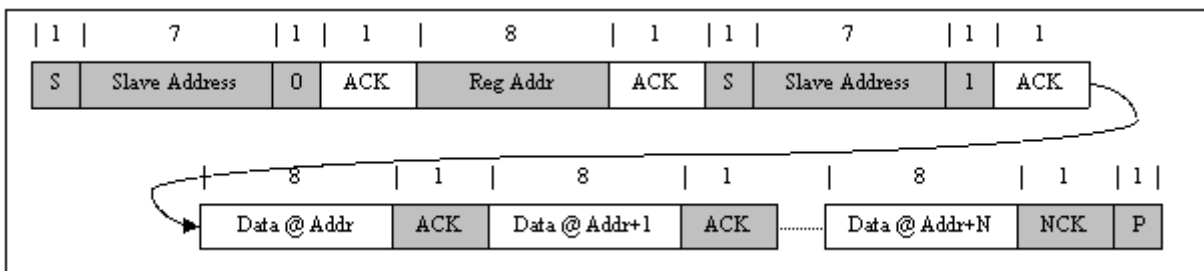 | 1 | 7 | 1 | 1 | 8 | 1 | 1 | 7 | 1 | 1
S Slave Address 0 ACK Reg Addr ACK S Slave Address 1 ACK
| 8 | 1 | 8 | 1 | 8 | 1 | 1 |
Data @ Addr ACK Data @ Addr+1 ACK ......... Data @ Addr+N NCK P